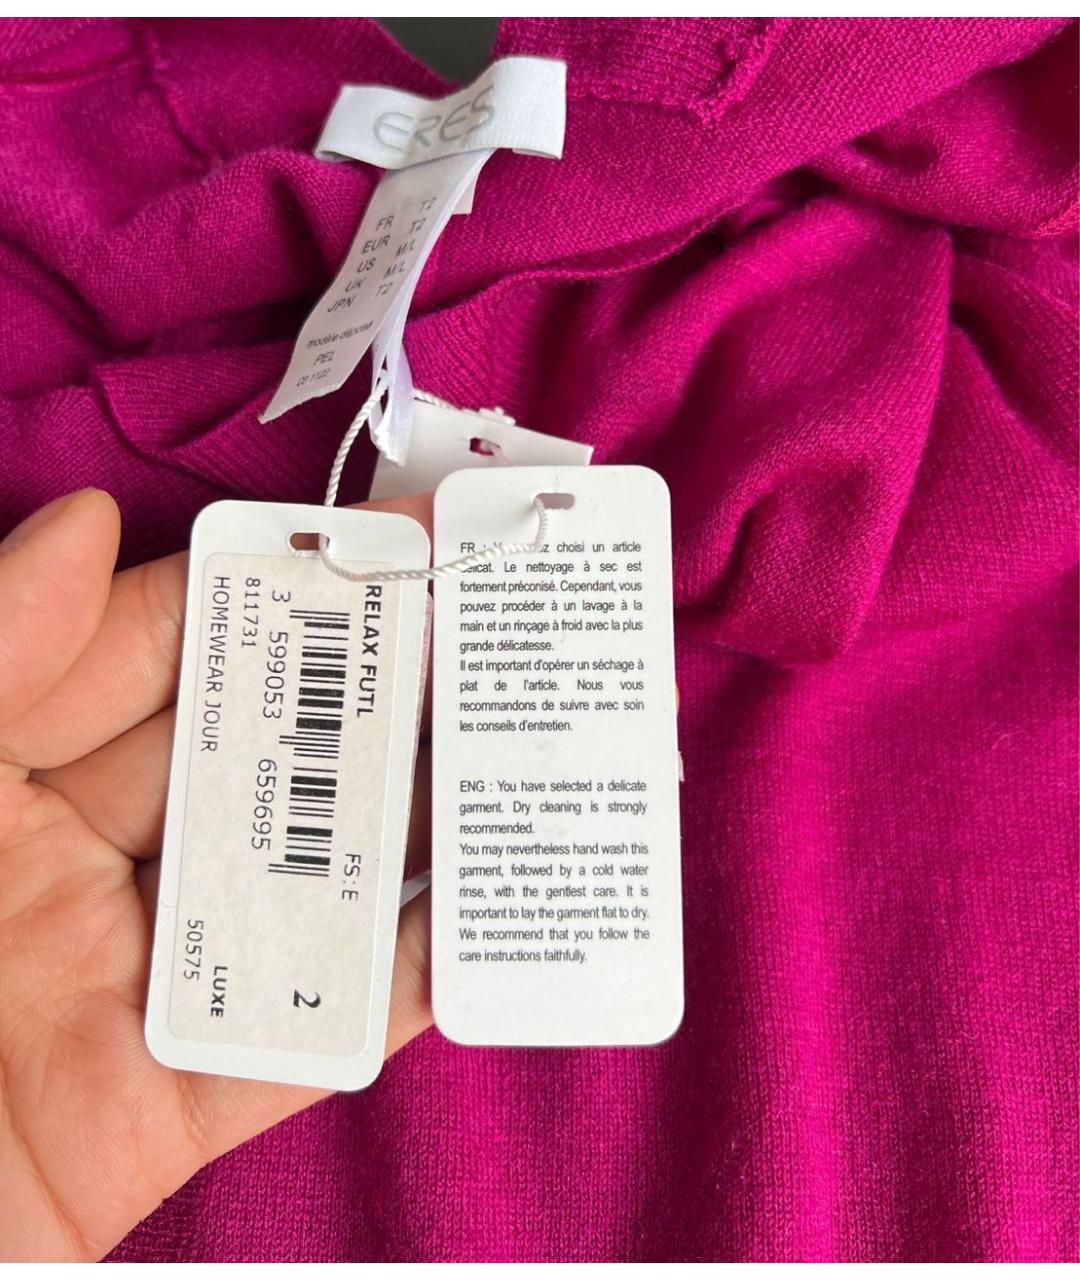 ERES
FR T2
EUR T2
US M/L
UK M/L
JPN T2
modèle déposé
PEL
RELAX FUTL
FS:E
2
3 599053 659695
811731
LUXE
HOMEWEAR JOUR
50575
FR : choisi un article
délicat. Le nettoyage à sec est
fortement préconisé. Cependant, vous
pouvez procéder à un lavage à la
main et un rinçage à froid avec la plus
grande délicatesse.
Il est important d'opérer un séchage à
plat de l'article. Nous vous
recommandons de suivre avec soin
les conseils d'entretien.
ENG : You have selected a delicate
garment. Dry cleaning is strongly
recommended.
You may nevertheless hand wash this
garment, followed by a cold water
rinse, with the gentlest care. It is
important to lay the garment flat to dry.
We recommend that you follow the
care instructions faithfully.